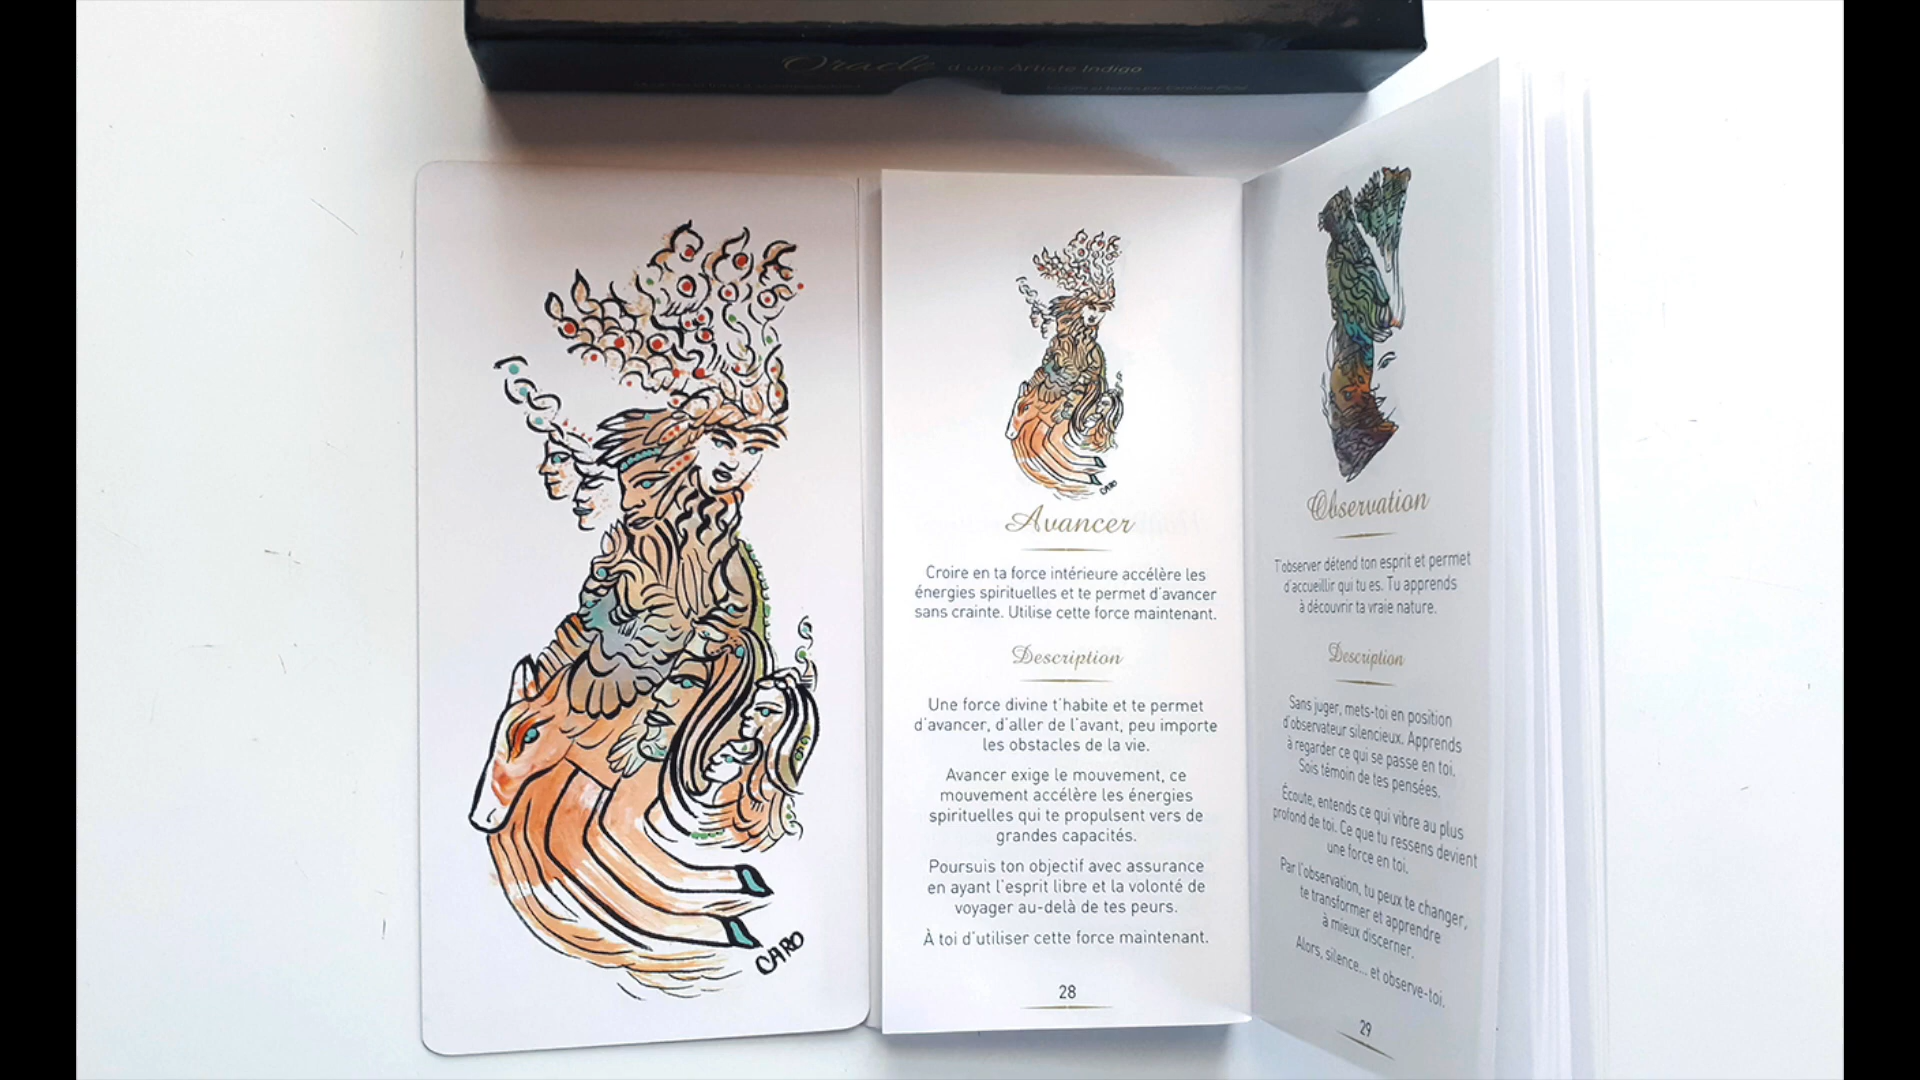 Oracle d'une Artiste Indigo
CARO
CARO
Avancer
Croire en ta force intérieure accélère les
énergies spirituelles et te permet d'avancer
sans crainte. Utilise cette force maintenant.
Description
Une force divine t'habite et te permet
d'avancer, d'aller de l'avant, peu importe
les obstacles de la vie.
Avancer exige le mouvement, ce
mouvement accélère les énergies
spirituelles qui te propulsent vers de
grandes capacités.
Poursuis ton objectif avec assurance
en ayant l'esprit libre et la volonté de
voyager au-delà de tes peurs.
À toi d'utiliser cette force maintenant.
28
Observation
T'observer détend ton esprit et permet
d'accueillir qui tu es. Tu apprends
à découvrir ta vraie nature.
Description
Sans juger, mets-toi en position
d'observateur silencieux. Apprends
à regarder ce qui se passe en toi.
Sois témoin de tes pensées.
Écoute, entends ce qui vibre au plus
profond de toi. Ce que tu ressens devient
une force en toi.
Par l'observation, tu peux te changer,
te transformer et apprendre
à mieux discerner.
Alors, silence... et observe-toi.
29